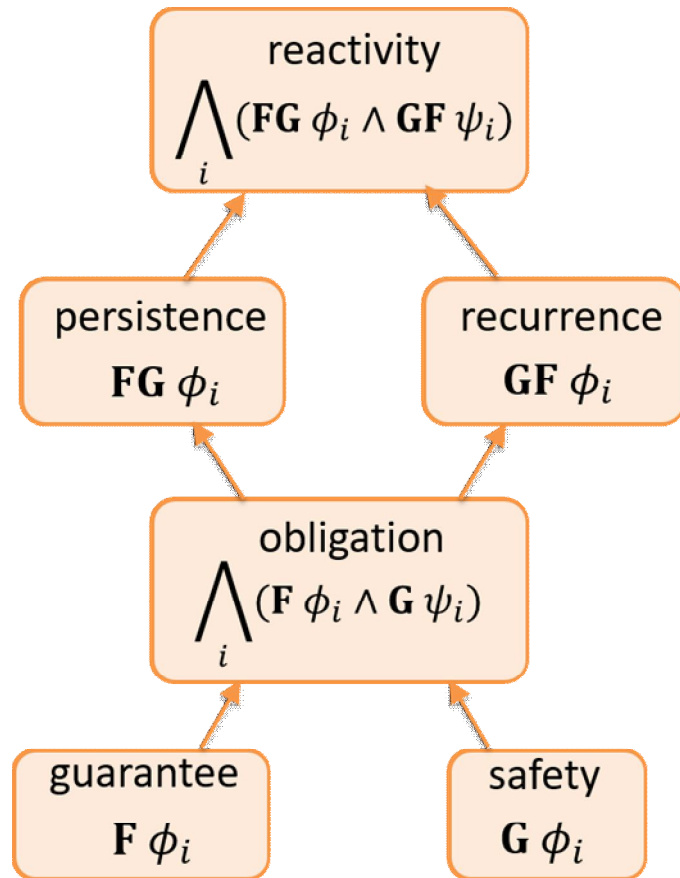 reactivity
⋀ᵢ(FG ϕᵢ ∧ GF ψᵢ)
persistence
FG ϕᵢ
recurrence
GF ϕᵢ
obligation
⋀ᵢ(F ϕᵢ ∧ G ψᵢ)
guarantee
F ϕᵢ
safety
G ϕᵢ